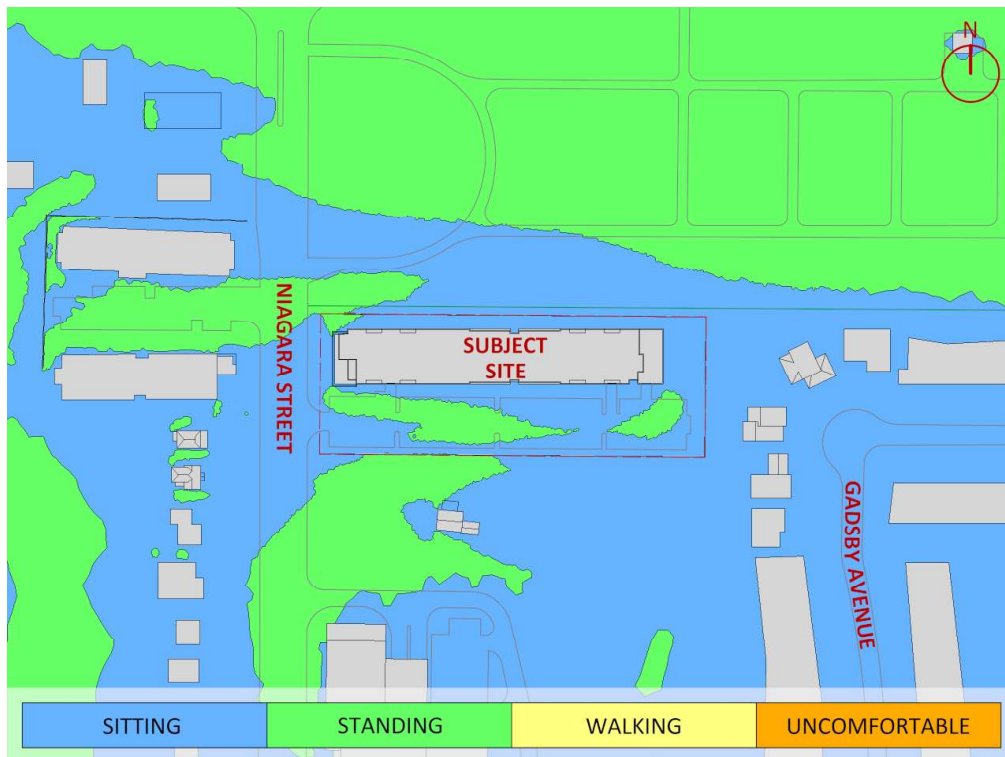 N
NIAGARA STREET
SUBJECT
SITE
GADSBY AVENUE
SITTING
STANDING
WALKING
UNCOMFORTABLE